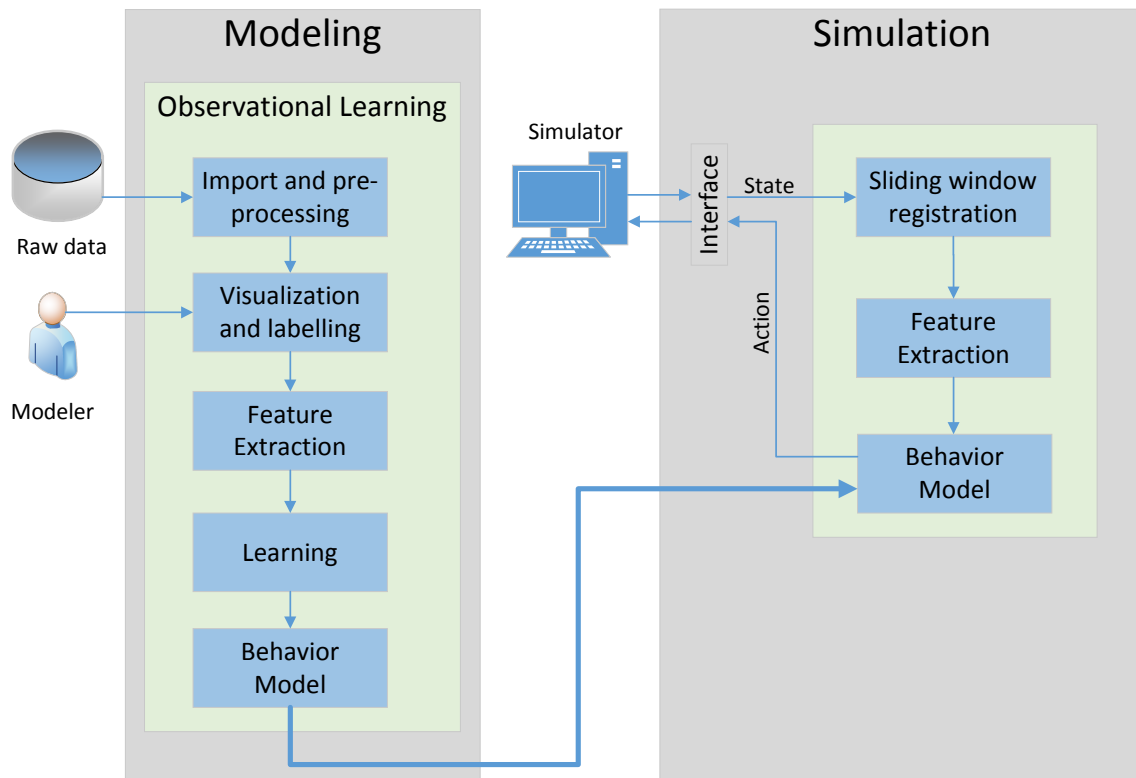 Modeling
Observational Learning
Raw data
Modeler
Import and pre-
processing
Visualization
and labelling
Feature
Extraction
Learning
Behavior
Model
Simulation
Simulator
Interface
State
Action
Sliding window
registration
Feature
Extraction
Behavior
Model